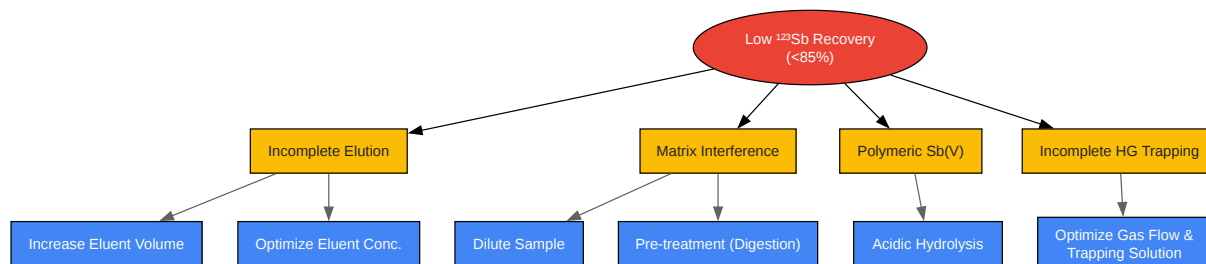 Low ¹²³Sb Recovery
(<85%)
Incomplete Elution
Matrix Interference
Polymeric Sb(V)
Incomplete HG Trapping
Increase Eluent Volume
Optimize Eluent Conc.
Dilute Sample
Pre-treatment (Digestion)
Acidic Hydrolysis
Optimize Gas Flow &
Trapping Solution